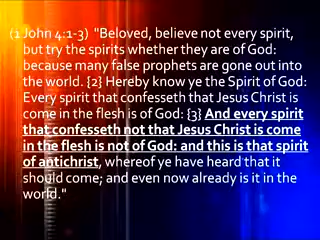 (1 John 4:1-3)  "Beloved, believe not every spirit,
but try the spirits whether they are of God:
because many false prophets are gone out into
the world. {2} Hereby know ye the Spirit of God:
Every spirit that confesseth that Jesus Christ is
come in the flesh is of God: {3} And every spirit
that confesseth not that Jesus Christ is come
in the flesh is not of God: and this is that spirit
of antichrist, whereof ye have heard that it
should come; and even now already is it in the
world."